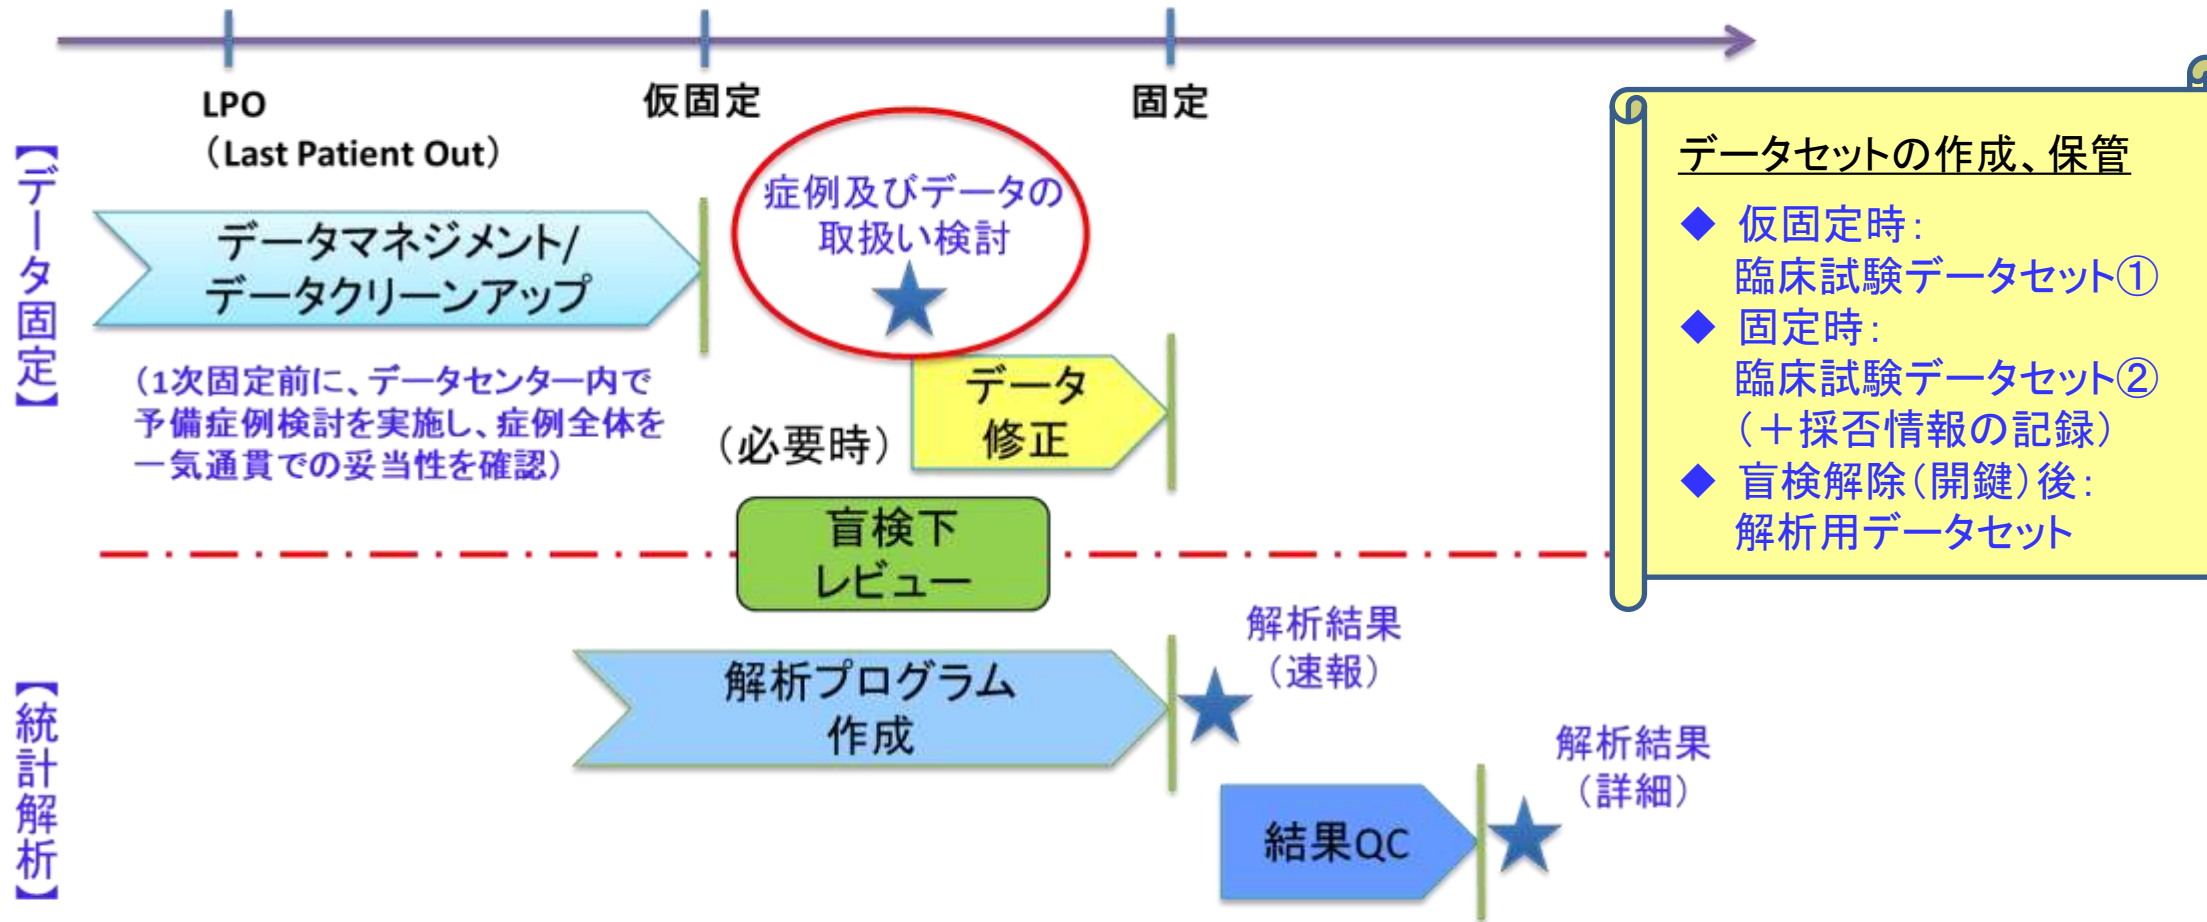 LPO
（Last Patient Out）
仮固定
固定
【データ固定】
データマネジメント/
データクリーンアップ
症例及びデータの
取扱い検討
（1次固定前に、データセンター内で
予備症例検討を実施し、症例全体を
一気通貫での妥当性を確認）
（必要時）
データ
修正
盲検下
レビュー
【統計解析】
解析プログラム
作成
解析結果
（速報）
結果QC
解析結果
（詳細）
データセットの作成、保管
◆ 仮固定時：
臨床試験データセット①
◆ 固定時：
臨床試験データセット②
（＋採否情報の記録）
◆ 盲検解除（開鍵）後：
解析用データセット